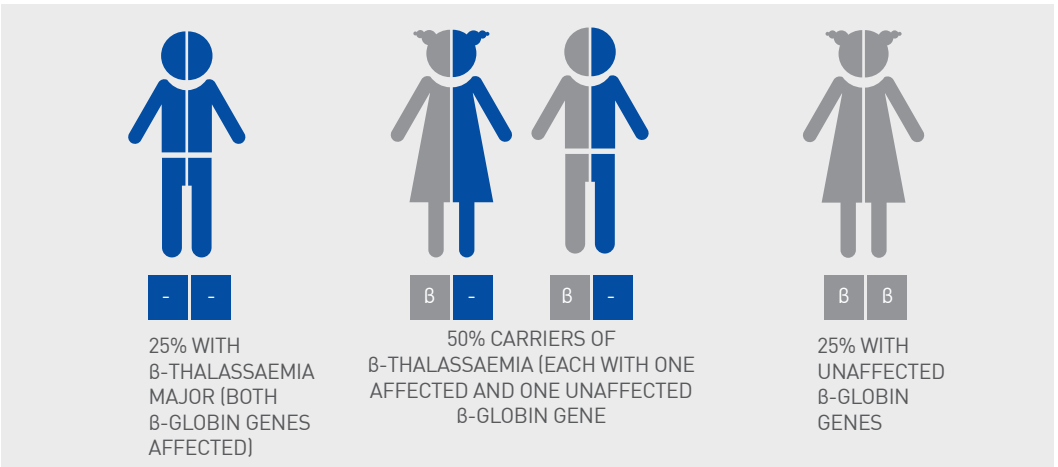 - -
ß - ß -
ß ß
25% WITH
ß-THALASSAEMIA
MAJOR (BOTH
ß-GLOBIN GENES
AFFECTED)
50% CARRIERS OF
ß-THALASSAEMIA (EACH WITH ONE
AFFECTED AND ONE UNAFFECTED
ß-GLOBIN GENE
25% WITH
UNAFFECTED
ß-GLOBIN
GENES